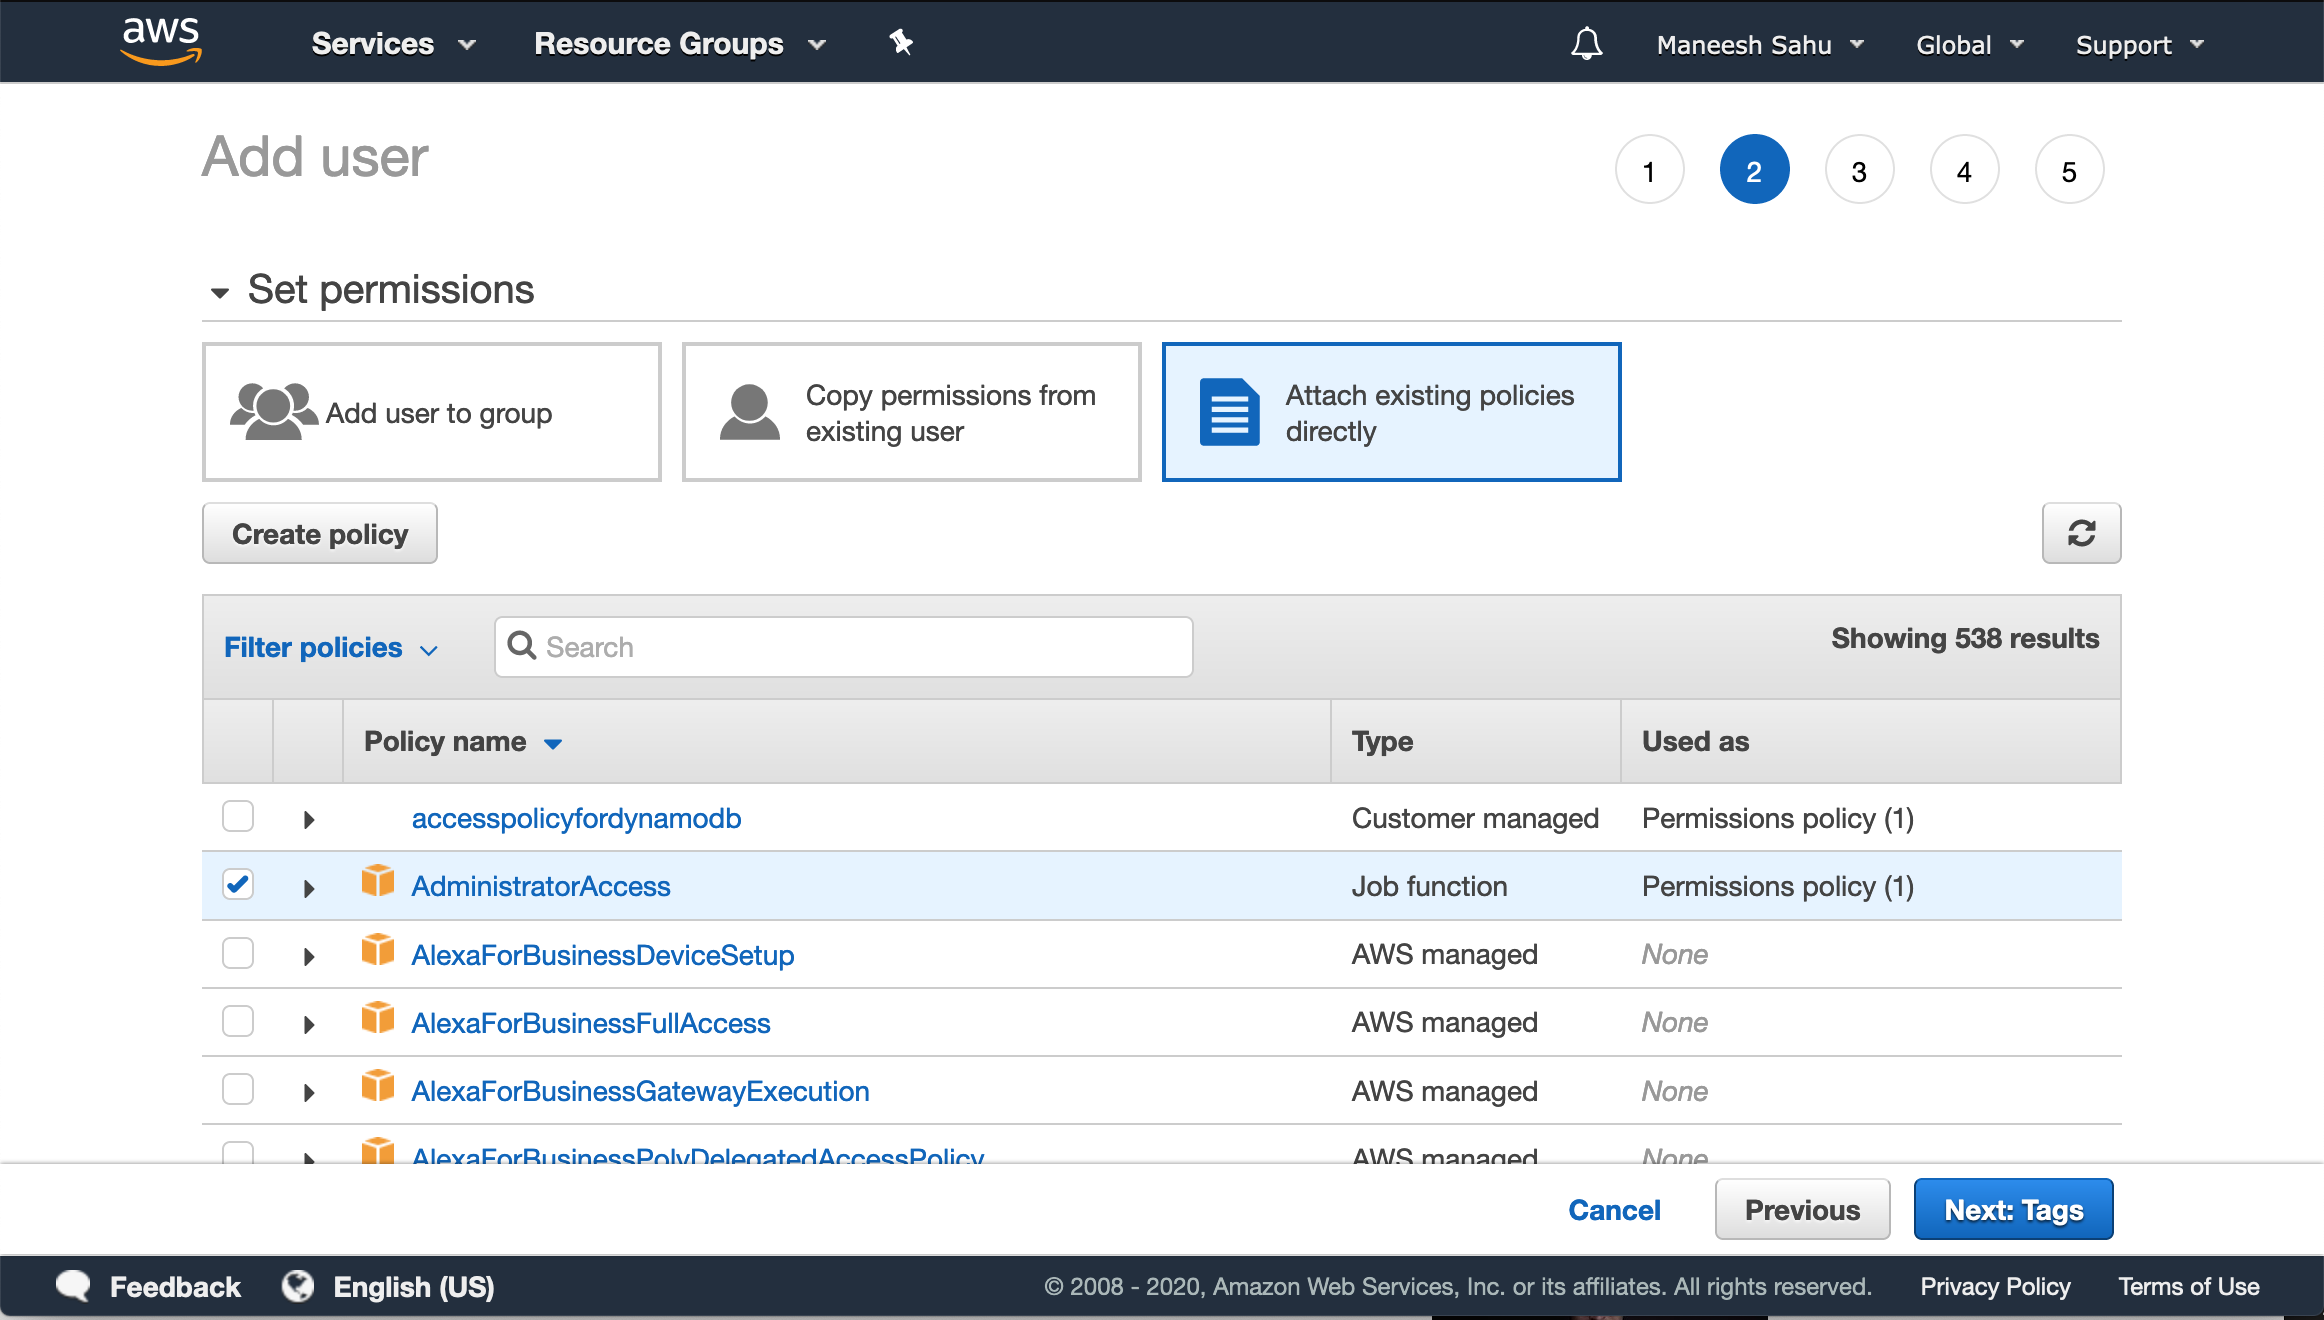 aws Services Resource Groups Maneesh Sahu Global Support
Add user
1 2 3 4 5
Set permissions
Add user to group
Copy permissions from
existing user
Attach existing policies
directly
Create policy
Filter policies Search Showing 538 results
Policy name Type Used as
accesspolicyfordynamodb Customer managed Permissions policy (1)
AdministratorAccess Job function Permissions policy (1)
AlexaForBusinessDeviceSetup AWS managed None
AlexaForBusinessFullAccess AWS managed None
AlexaForBusinessGatewayExecution AWS managed None
AlexaForBusinessPolyDelegatedAccessPolicy AWS managed None
Cancel Previous Next: Tags
Feedback English (US) © 2008 - 2020, Amazon Web Services, Inc. or its affiliates. All rights reserved. Privacy Policy Terms of Use